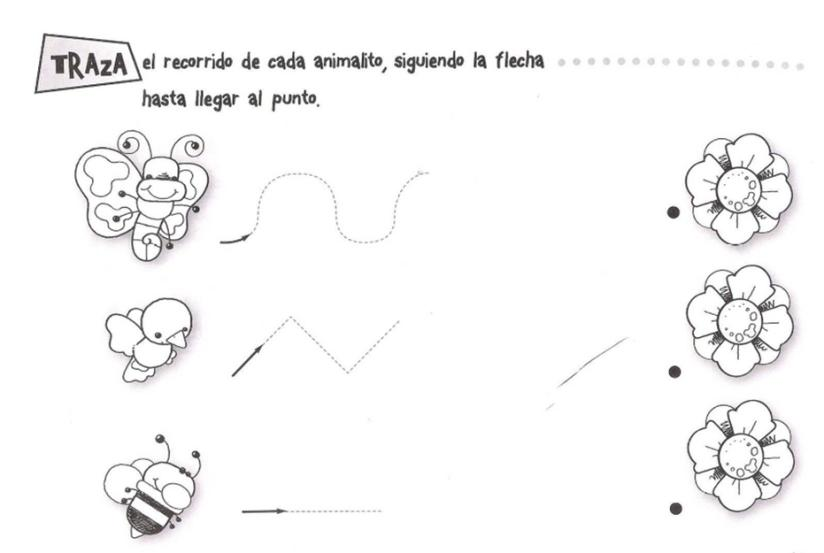 TRAZA el recorrido de cada animalito, siguiendo la flecha
hasta llegar al punto.